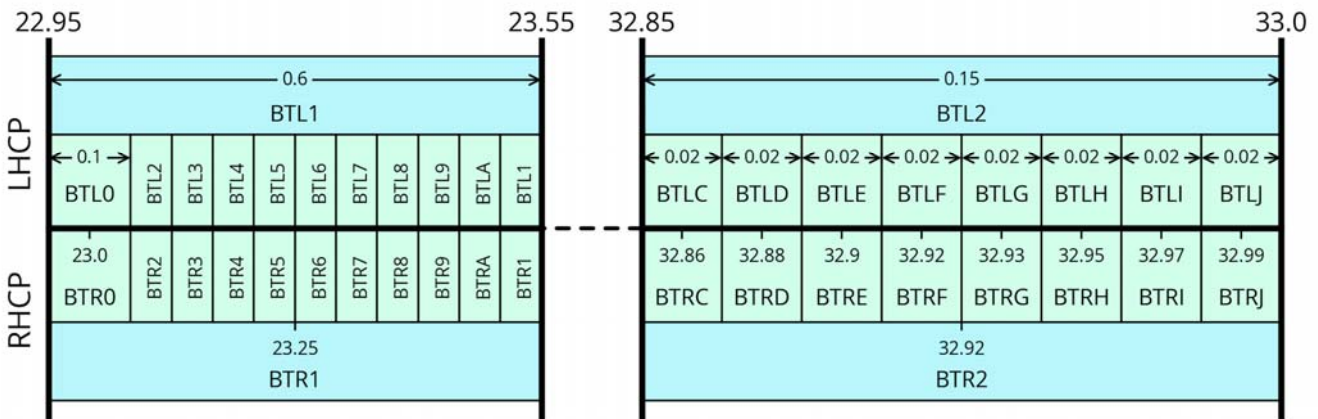 22.95 23.55 32.85 33.0
LHCP
0.6 0.15
BTL1 BTL2
0.1 0.02 0.02 0.02 0.02 0.02 0.02 0.02 0.02
BTL0 BTL2 BTL3 BTL4 BTL5 BTL6 BTL7 BTL8 BTL9 BTLA BTL1 BTLC BTLD BTLE BTLF BTLG BTLH BTLI BTLJ
RHCP
23.0 32.86 32.88 32.9 32.92 32.93 32.95 32.97 32.99
BTR0 BTR2 BTR3 BTR4 BTR5 BTR6 BTR7 BTR8 BTR9 BTRA BTR1 BTRC BTRD BTRE BTRF BTRG BTRH BTRI BTRJ
23.25 32.92
BTR1 BTR2